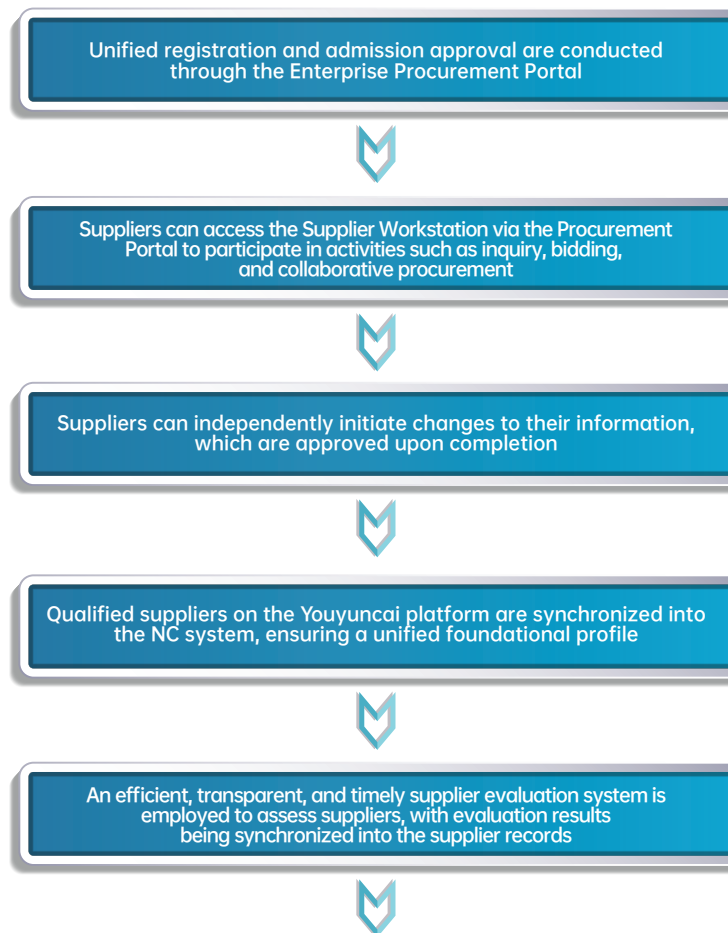 Unified registration and admission approval are conducted
through the Enterprise Procurement Portal
Suppliers can access the Supplier Workstation via the Procurement
Portal to participate in activities such as inquiry, bidding,
and collaborative procurement
Suppliers can independently initiate changes to their information,
which are approved upon completion
Qualified suppliers on the Youyuncai platform are synchronized into
the NC system, ensuring a unified foundational profile
An efficient, transparent, and timely supplier evaluation system is
employed to assess suppliers, with evaluation results
being synchronized into the supplier records